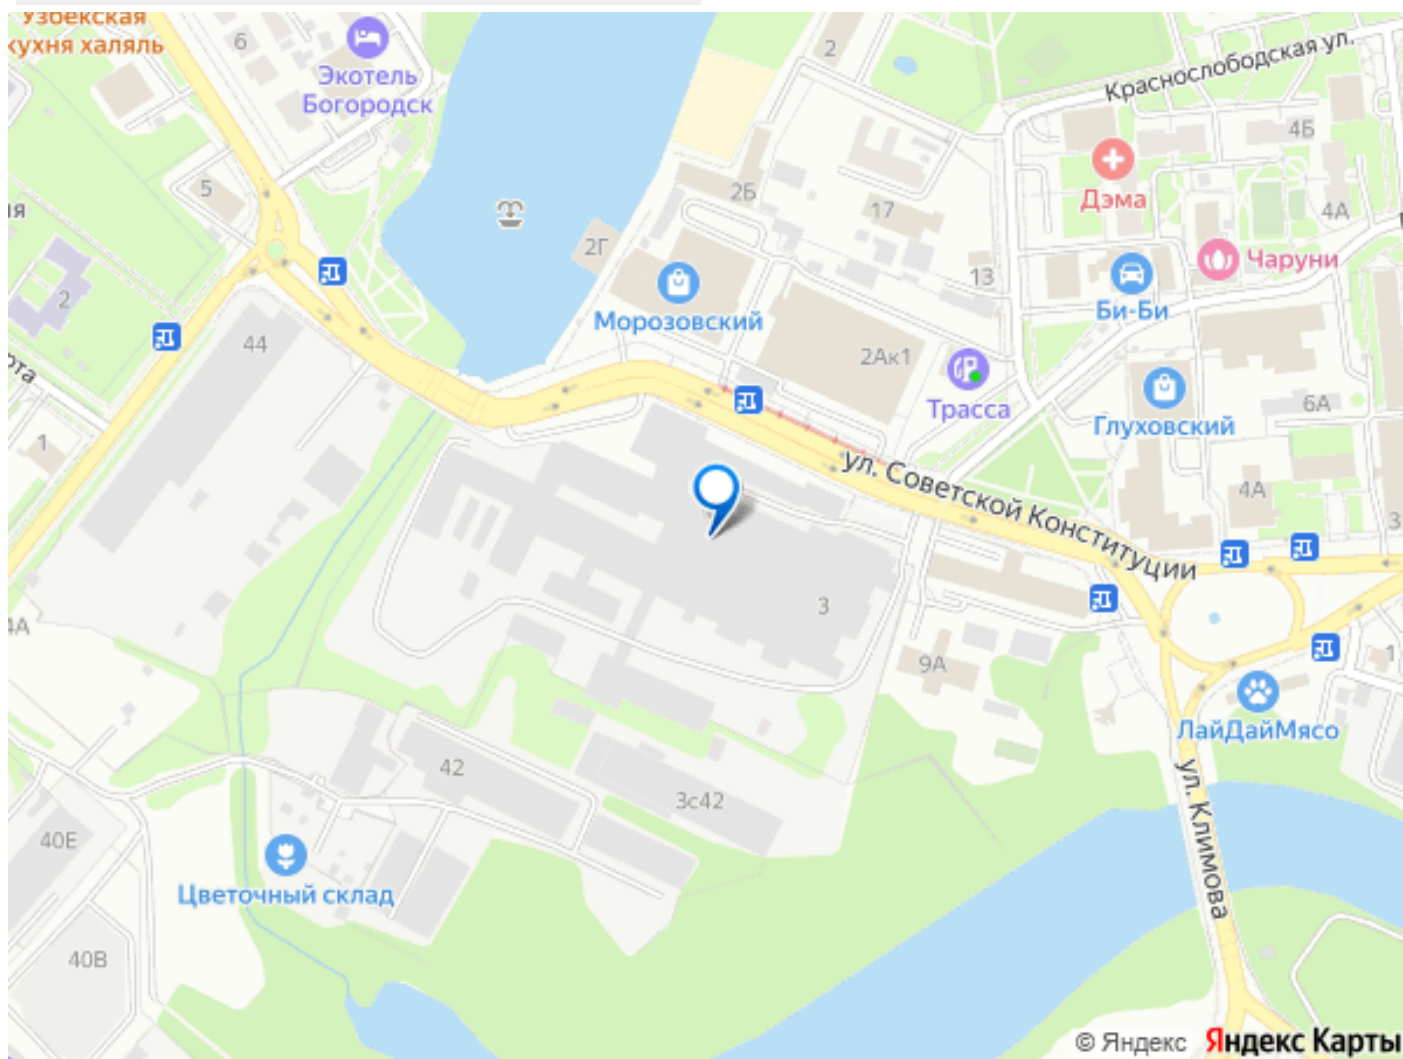 Узбекская
кухня халяль
6
Экотель
Богородск
2
Краснослободская ул.
4Б
Дэма
5
2Б
17
4А
2Г
13
Чаруни
2
Морозовский
Би-Би
44
2Ак1
Трасса
6А
Глуховский
1
ул. Советской Конституции
4А
3
3
9А
1
ЛайДайМясо
42
3с42
ул. Климова
40Е
Цветочный склад
40В
© Яндекс Яндекс Карты